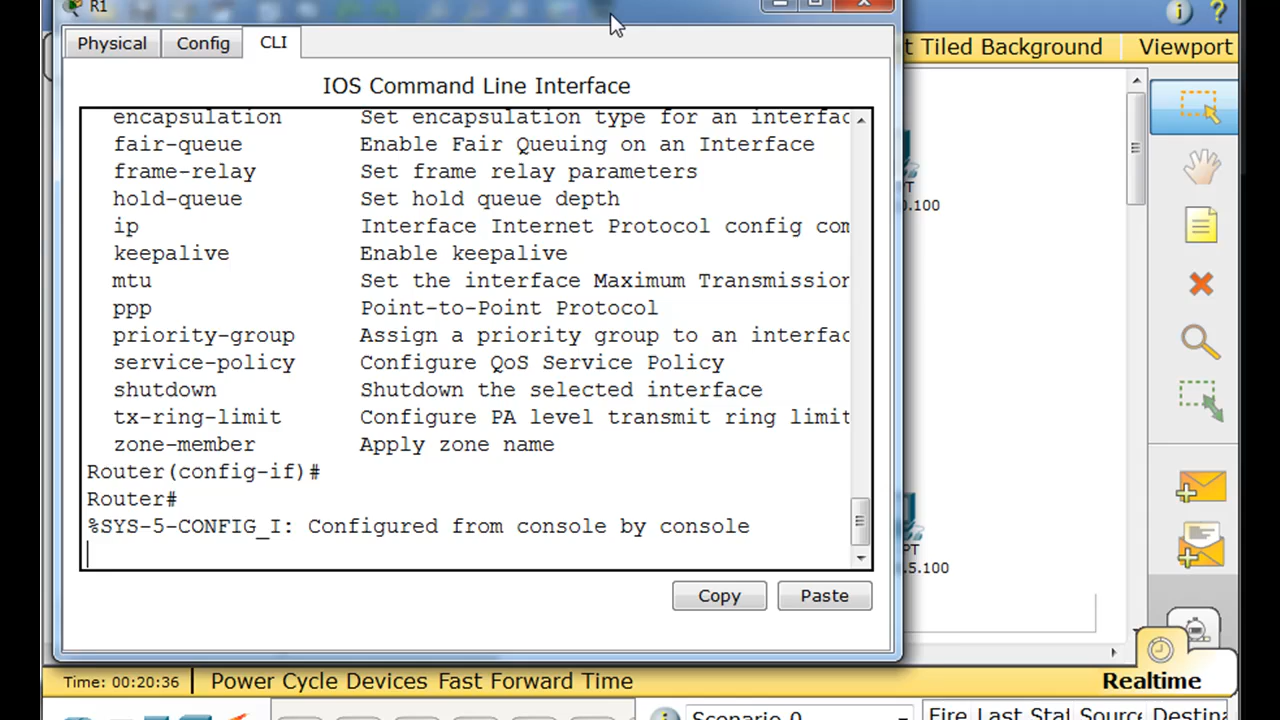 R1
Physical Config CLI
t Tiled Background Viewport
IOS Command Line Interface
encapsulation Set encapsulation type for an interfac
fair-queue Enable Fair Queuing on an Interface
frame-relay Set frame relay parameters
hold-queue Set hold queue depth
ip Interface Internet Protocol config com
keepalive Enable keepalive
mtu Set the interface Maximum Transmission
ppp Point-to-Point Protocol
priority-group Assign a priority group to an interfac
service-policy Configure QoS Service Policy
shutdown Shutdown the selected interface
tx-ring-limit Configure PA level transmit ring limit
zone-member Apply zone name
Router(config-if)#
Router#
%SYS-5-CONFIG_I: Configured from console by console
Copy Paste
PT
0.100
PT
.5.100
Time: 00:20:36 Power Cycle Devices Fast Forward Time Realtime
Scenario 0 Fire Last Stat Source Destina